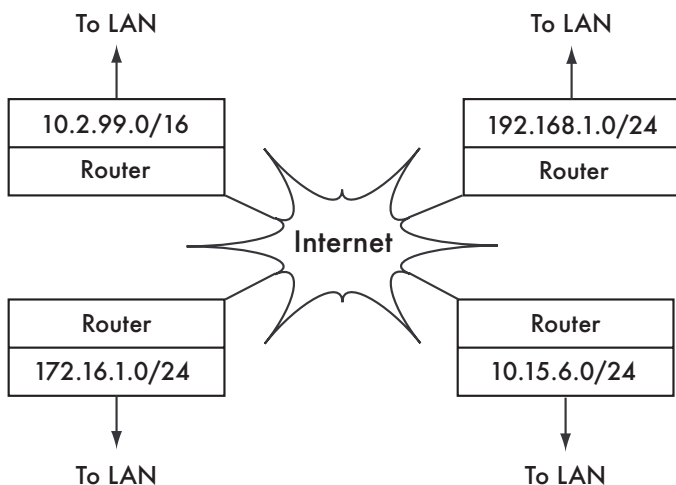 To LAN
To LAN
10.2.99.0/16
Router
192.168.1.0/24
Router
Internet
Router
172.16.1.0/24
Router
10.15.6.0/24
To LAN
To LAN